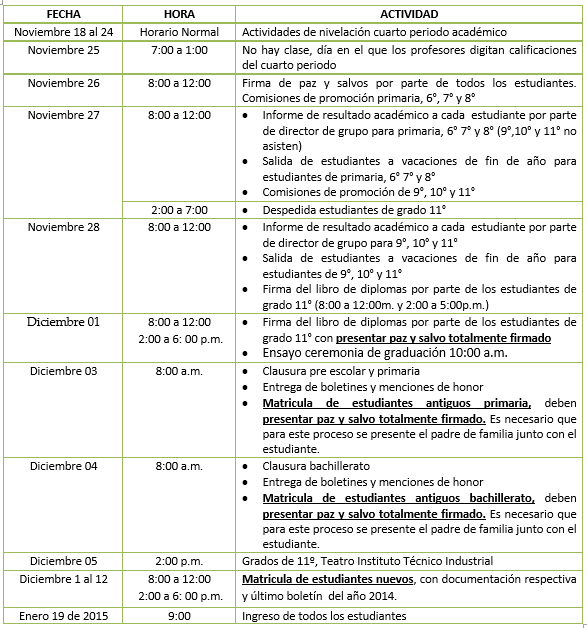 FECHA HORA ACTIVIDAD
Noviembre 18 al 24 Horario Normal Actividades de nivelación cuarto periodo académico
Noviembre 25 7:00 a 1:00 No hay clase, día en el que los profesores digitan calificaciones
del cuarto periodo
Noviembre 26 8:00 a 12:00 Firma de paz y salvos por parte de todos los estudiantes.
Comisiones de promoción primaria, 6°, 7° y 8°
Noviembre 27 8:00 a 12:00 • Informe de resultado académico a cada estudiante por parte
de director de grupo para primaria, 6° 7° y 8° (9°,10° y 11° no
asisten)
• Salida de estudiantes a vacaciones de fin de año para
estudiantes de primaria, 6° 7° y 8°
• Comisiones de promoción de 9°, 10° y 11°
2:00 a 7:00 • Despedida estudiantes de grado 11°
Noviembre 28 8:00 a 12:00 • Informe de resultado académico a cada estudiante por parte
de director de grupo para 9°, 10° y 11°
• Salida de estudiantes a vacaciones de fin de año para
estudiantes de 9°, 10° y 11°
• Firma del libro de diplomas por parte de los estudiantes de
grado 11° (8:00 a 12:00m. y 2:00 a 5:00p.m.)
Diciembre 01 8:00 a 12:00 • Firma del libro de diplomas por parte de los estudiantes de
2:00 a 6: 00 p.m. grado 11° con presentar paz y salvo totalmente firmado
• Ensayo ceremonia de graduación 10:00 a.m.
Diciembre 03 8:00 a.m. • Clausura pre escolar y primaria
• Entrega de boletines y menciones de honor
• Matricula de estudiantes antiguos primaria, deben
presentar paz y salvo totalmente firmado. Es necesario que
para este proceso se presente el padre de familia junto con el
estudiante.
Diciembre 04 8:00 a.m. • Clausura bachillerato
• Entrega de boletines y menciones de honor
• Matricula de estudiantes antiguos bachillerato, deben
presentar paz y salvo totalmente firmado. Es necesario que
para este proceso se presente el padre de familia junto con el
estudiante.
Diciembre 05 2:00 p.m. Grados de 11º, Teatro Instituto Técnico Industrial
Diciembre 1 al 12 8:00 a 12:00 Matricula de estudiantes nuevos, con documentación respectiva
2:00 a 6: 00 p.m. y último boletín del año 2014.
Enero 19 de 2015 9:00 Ingreso de todos los estudiantes